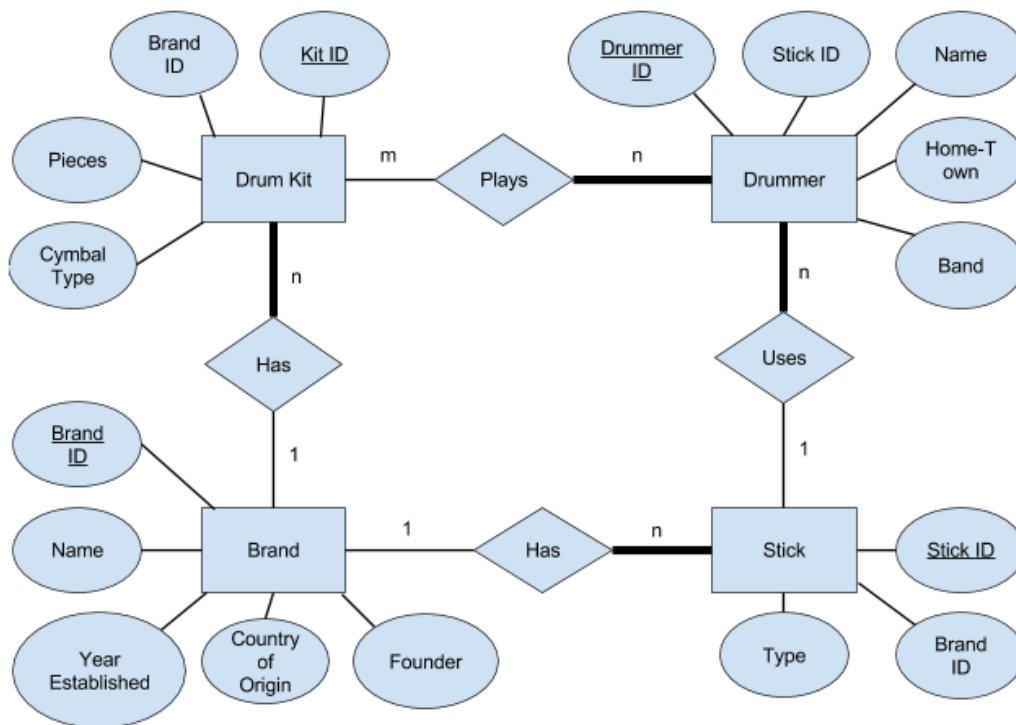 Brand
ID
Kit ID
Drummer
ID
Stick ID
Name
Pieces
Drum Kit
m
Plays
n
Drummer
Home-T
own
Cymbal
Type
Band
n
n
Has
Uses
Brand
ID
1
1
Name
Brand
1
Has
n
Stick
Stick ID
Year
Established
Country
of
Origin
Founder
Type
Brand
ID